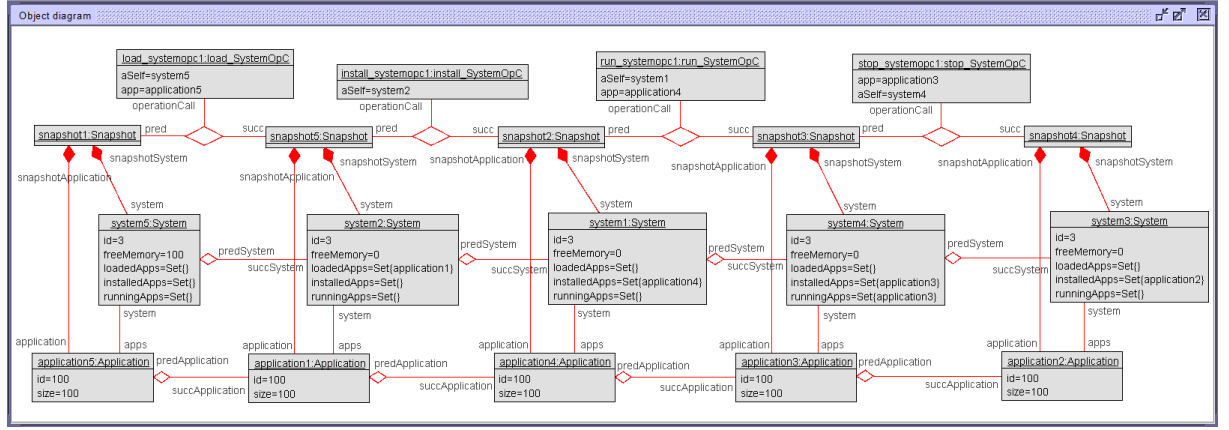 Object diagram
load_systemopc1:load_SystemOpC
aSelf=system5
app=application5
install_systemopc1:install_SystemOpC
aSelf=system2
run_systemopc1:run_SystemOpC
aSelf=system1
app=application4
stop_systemopc1:stop_SystemOpC
app=application3
aSelf=system4
operationCall
operationCall
operationCall
operationCall
snapshot1:Snapshot
pred
succ
snapshot5:Snapshot
pred
succ
snapshot2:Snapshot
pred
succ
snapshot3:Snapshot
pred
succ
snapshot4:Snapshot
snapshotSystem
snapshotApplication
snapshotSystem
snapshotApplication
snapshotSystem
snapshotApplication
snapshotSystem
snapshotApplication
snapshotSystem
snapshotApplication
system
system
system
system
system
system5:System
id=3
freeMemory=100
loadedApps=Set{}
installedApps=Set{}
runningApps=Set{}
predSystem
succSystem
system2:System
id=3
freeMemory=0
loadedApps=Set{application1}
installedApps=Set{}
runningApps=Set{}
predSystem
succSystem
system1:System
id=3
freeMemory=0
loadedApps=Set{}
installedApps=Set{application4}
runningApps=Set{}
predSystem
succSystem
system4:System
id=3
freeMemory=0
loadedApps=Set{}
installedApps=Set{application3}
runningApps=Set{application3}
predSystem
succSystem
system3:System
id=3
freeMemory=0
loadedApps=Set{}
installedApps=Set{application2}
runningApps=Set{}
system
system
system
system
system
application
apps
application
apps
application
apps
application
apps
application
apps
application5:Application
id=100
size=100
predApplication
succApplication
application1:Application
id=100
size=100
predApplication
succApplication
application4:Application
id=100
size=100
predApplication
succApplication
application3:Application
id=100
size=100
predApplication
succApplication
application2:Application
id=100
size=100